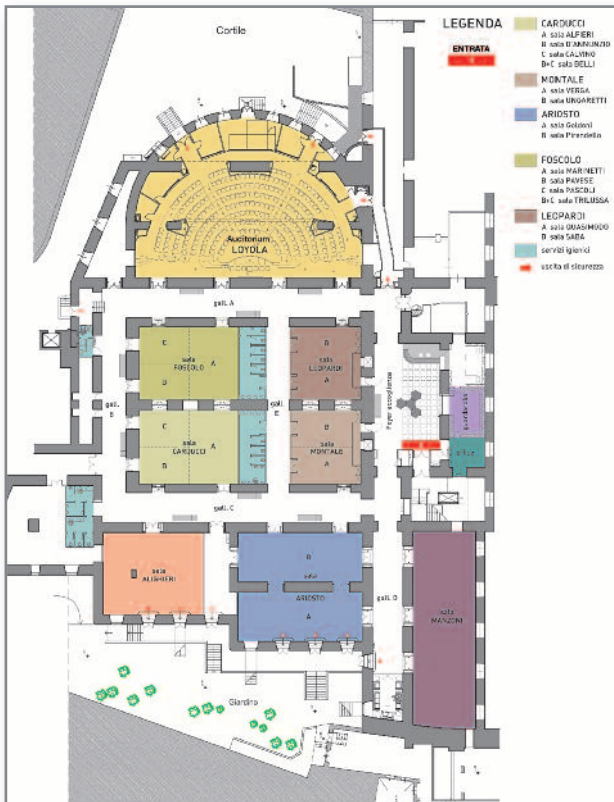 LEGENDA
ENTRATA
CARDUCCI
A sala ALFIERI
B sala D'ANNUNZIO
C sala CALVINO
B+C sala BELLI
MONTALE
A sala VERGA
B sala UNGARETTI
ARIOSTO
A sala Goldoni
B sala Pirandello
FOSCOLO
A sala MARINETTI
B sala PAVESE
C sala PASCOLI
B+C sala TRILUSSA
LEOPARDI
A sala QUASIMODO
B sala SABA
servizi igienici
uscita di sicurezza
Cortile
Auditorium
LOYOLA
gall. A
C
A
sala
FOSCOLO
B
B
sala
LEOPARDI
A
gall.
B
gall.
E
Foyer accoglienza
guardaroba
C
A
sala
CARDUCCI
B
B
sala
MONTALE
A
gall. C
sala
ALIGHIERI
B
sala
ARIOSTO
A
gall. D
sala
MANZONI
Giardino